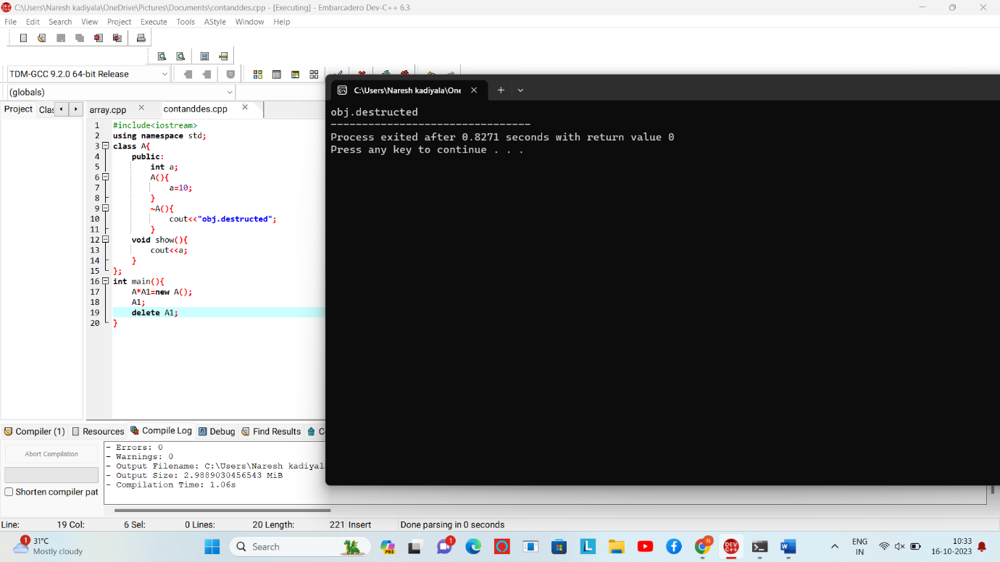 C:\Users\Naresh kadiyala\OneDrive\Pictures\Documents\contanddes.cpp - [Executing] - Embarcadero Dev-C++ 6.3
File Edit Search View Project Execute Tools AStyle Window Help
TDM-GCC 9.2.0 64-bit Release
(globals)
Project Cla array.cpp contanddes.cpp
1 #include<iostream>
2 using namespace std;
3 class A{
4 public:
5 int a;
6 A(){
7 a=10;
8 }
9 ~A(){
10 cout<<"obj.destructed";
11 }
12 void show(){
13 cout<<a;
14 }
15 };
16 int main(){
17 A*A1=new A();
18 A1;
19 delete A1;
20 }
C:\Users\Naresh kadiyala\One
obj.destructed
--------------------------------
Process exited after 0.8271 seconds with return value 0
Press any key to continue . . .
Compiler (1) Resources Compile Log Debug Find Results C
Abort Compilation
Shorten compiler pat
- Errors: 0
- Warnings: 0
- Output Filename: C:\Users\Naresh kadiyal
- Output Size: 2.9889030456543 MiB
- Compilation Time: 1.06s
Line: 19 Col: 6 Sel: 0 Lines: 20 Length: 221 Insert Done parsing in 0 seconds
1 31°C
Mostly cloudy
Search
PRE
1
L
N
DEV C++
W
ENG
IN
10:33
16-10-2023